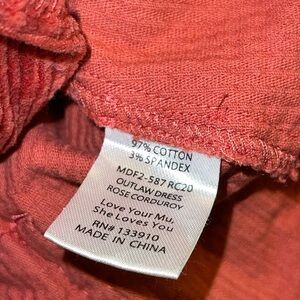 97% COTTON
3% SPANDEX
MDF2-587 RC20
OUTLAW DRESS
ROSE CORDUROY
Love Your Mu,
She Loves You
RN# 133910
MADE IN CHINA